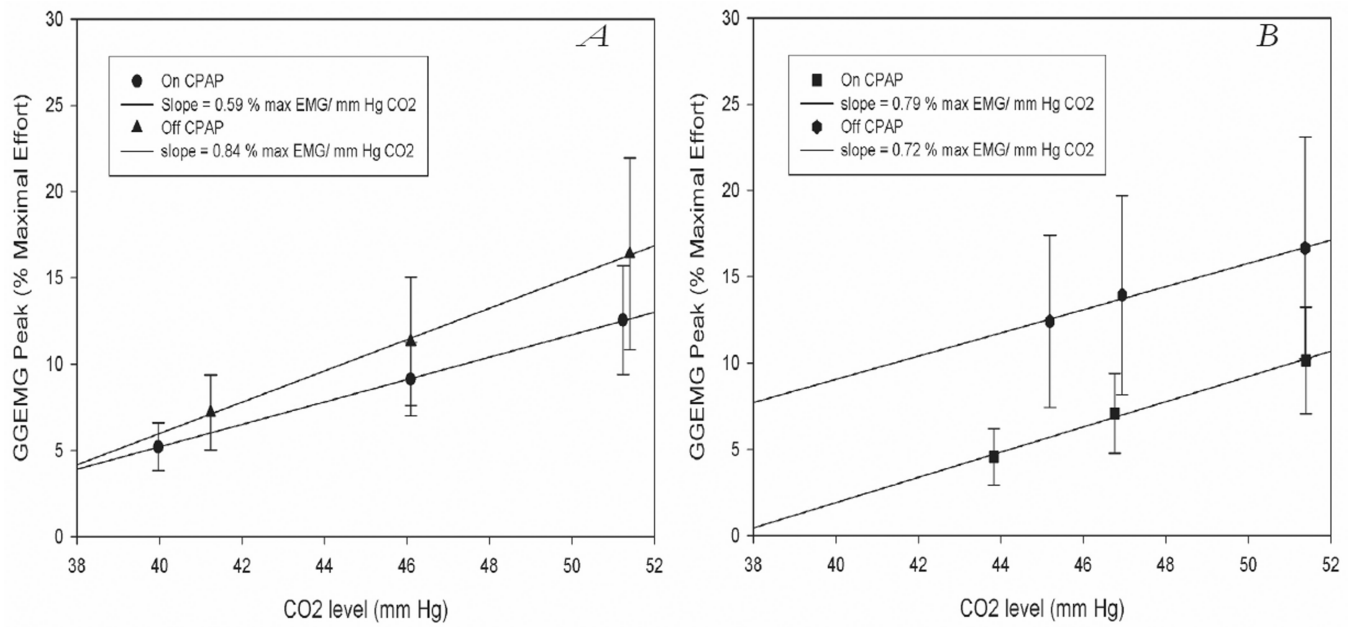 A
On CPAP
Slope = 0.59 % max EMG/ mm Hg CO2
Off CPAP
slope = 0.84 % max EMG/ mm Hg CO2
GGEMG Peak (% Maximal Effort)
30
25
20
15
10
5
0
38 40 42 44 46 48 50 52
CO2 level (mm Hg)
B
On CPAP
slope = 0.79 % max EMG/ mm Hg CO2
Off CPAP
slope = 0.72 % max EMG/ mm Hg CO2
GGEMG Peak (% Maximal Effort)
30
25
20
15
10
5
0
38 40 42 44 46 48 50 52
CO2 level (mm Hg)